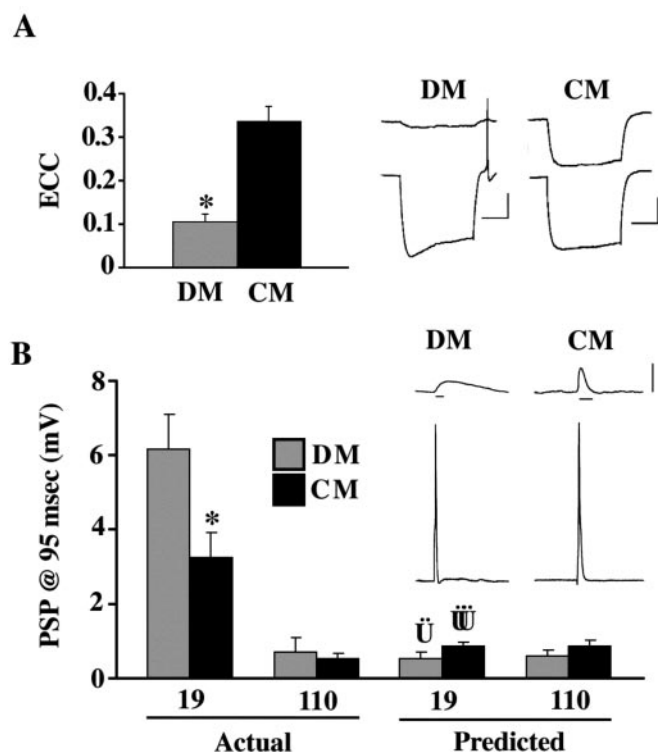 A
0.4
0.3
0.2
0.1
0
ECC
*
DM CM
DM CM
B
8
6
4
2
0
PSP @ 95 msec (mV)
DM
CM
*
DM CM
Ü ÜÜ
19 110 19 110
Actual Predicted